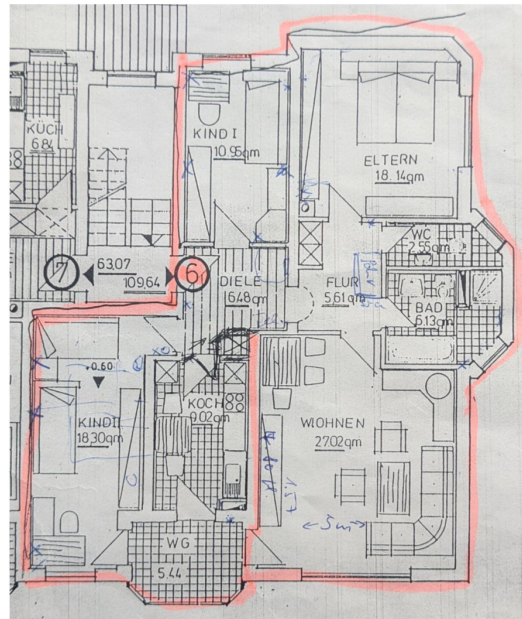 KÜCH
6.84
KIND I
10.95qm
ELTERN
18.14qm
WC
2.55qm
7
63.07
109.64
6
DIELE
6.48qm
FLUR
5.61qm
BAD
6.13qm
-0.60
KIND II
18.30qm
KOCH
9.02qm
WOHNEN
27.02qm
1.57
5m
WG
5.44